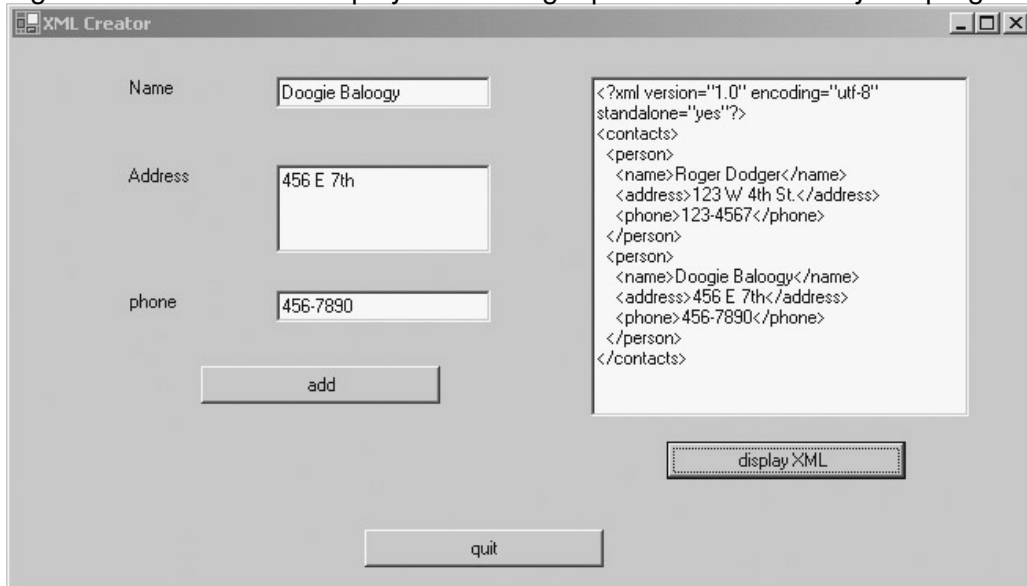 XML Creator
Name
Doogie Baloogy
Address
456 E 7th
phone
456-7890
add
<?xml version="1.0" encoding="utf-8"
standalone="yes"?>
<contacts>
<person>
<name>Roger Dodger</name>
<address>123 W 4th St.</address>
<phone>123-4567</phone>
</person>
<person>
<name>Doogie Baloogy</name>
<address>456 E 7th</address>
<phone>456-7890</phone>
</person>
</contacts>
display XML
quit